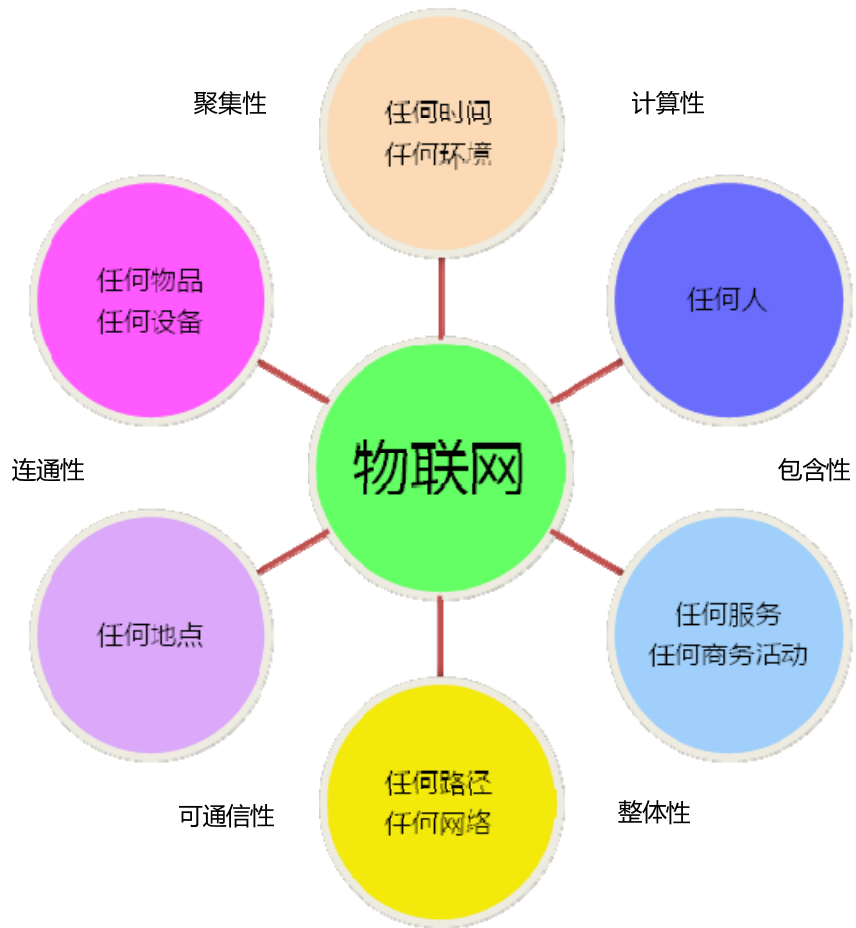 聚集性
任何时间
任何环境
计算性
任何物品
任何设备
任何人
物联网
连通性
包含性
任何地点
任何服务
任何商务活动
任何路径
任何网络
可通信性
整体性